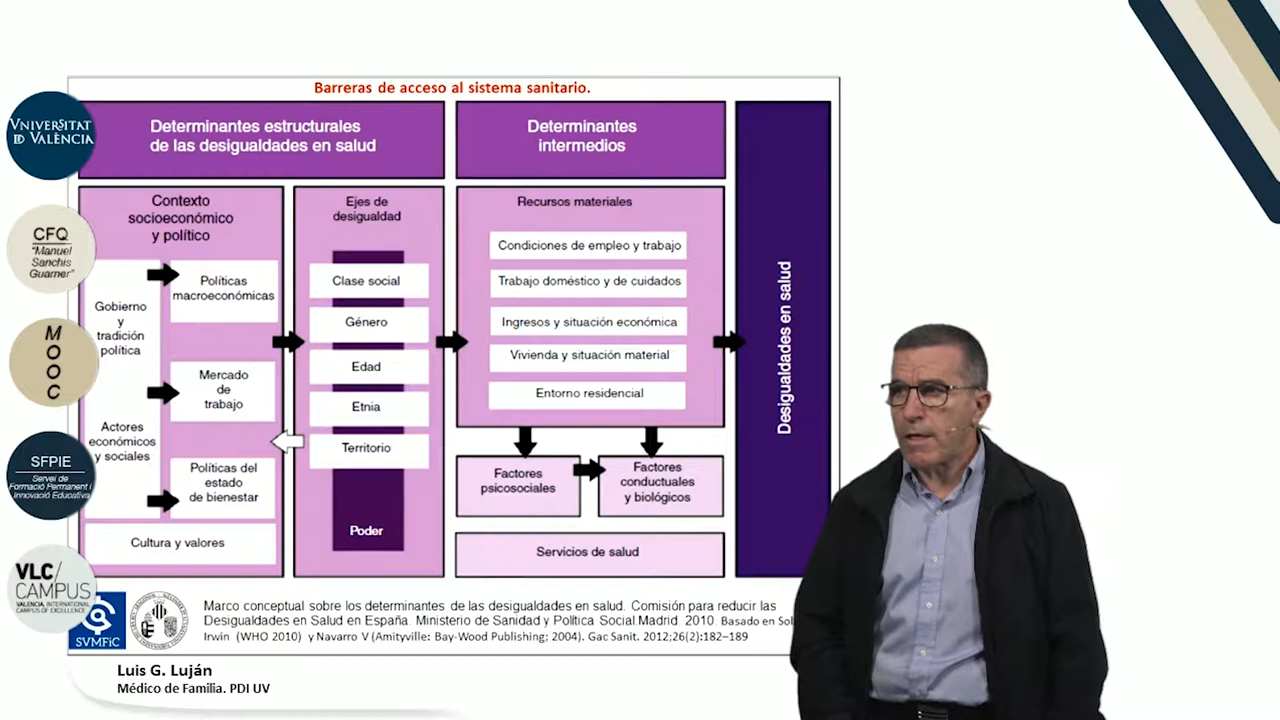 Barreras de acceso al sistema sanitario.
Determinantes estructurales
de las desigualdades en salud
Determinantes
intermedios
Desigualdades en salud
Contexto
socioeconómico
y político
Gobierno
y
tradición
política
Actores
económicos
y sociales
Políticas
macroeconómicas
Mercado
de
trabajo
Políticas del
estado
de bienestar
Cultura y valores
Ejes de
desigualdad
Clase social
Género
Edad
Etnia
Territorio
Poder
Recursos materiales
Condiciones de empleo y trabajo
Trabajo doméstico y de cuidados
Ingresos y situación económica
Vivienda y situación material
Entorno residencial
Factores
psicosociales
Factores
conductuales
y biológicos
Servicios de salud
VNIVERSITAT
ID VALÈNCIA
CFQ
"Manuel
Sanchis
Guarner"
M
O
O
C
SFPIE
Servei de
Formació Permanent i
Innovació Educativa
VLC/
CAMPUS
VALENCIA, INTERNATIONAL
CAMPUS OF EXCELLENCE
SVMFiC
Marco conceptual sobre los determinantes de las desigualdades en salud. Comisión para reducir las
Desigualdades en Salud en España. Ministerio de Sanidad y Política Social.Madrid. 2010. Basado en
Irwin (WHO 2010) y Navarro V (Amityville: Bay-Wood Publishing; 2004). Gac Sanit. 2012;26(2):182–189
Luis G. Luján
Médico de Familia. PDI UV